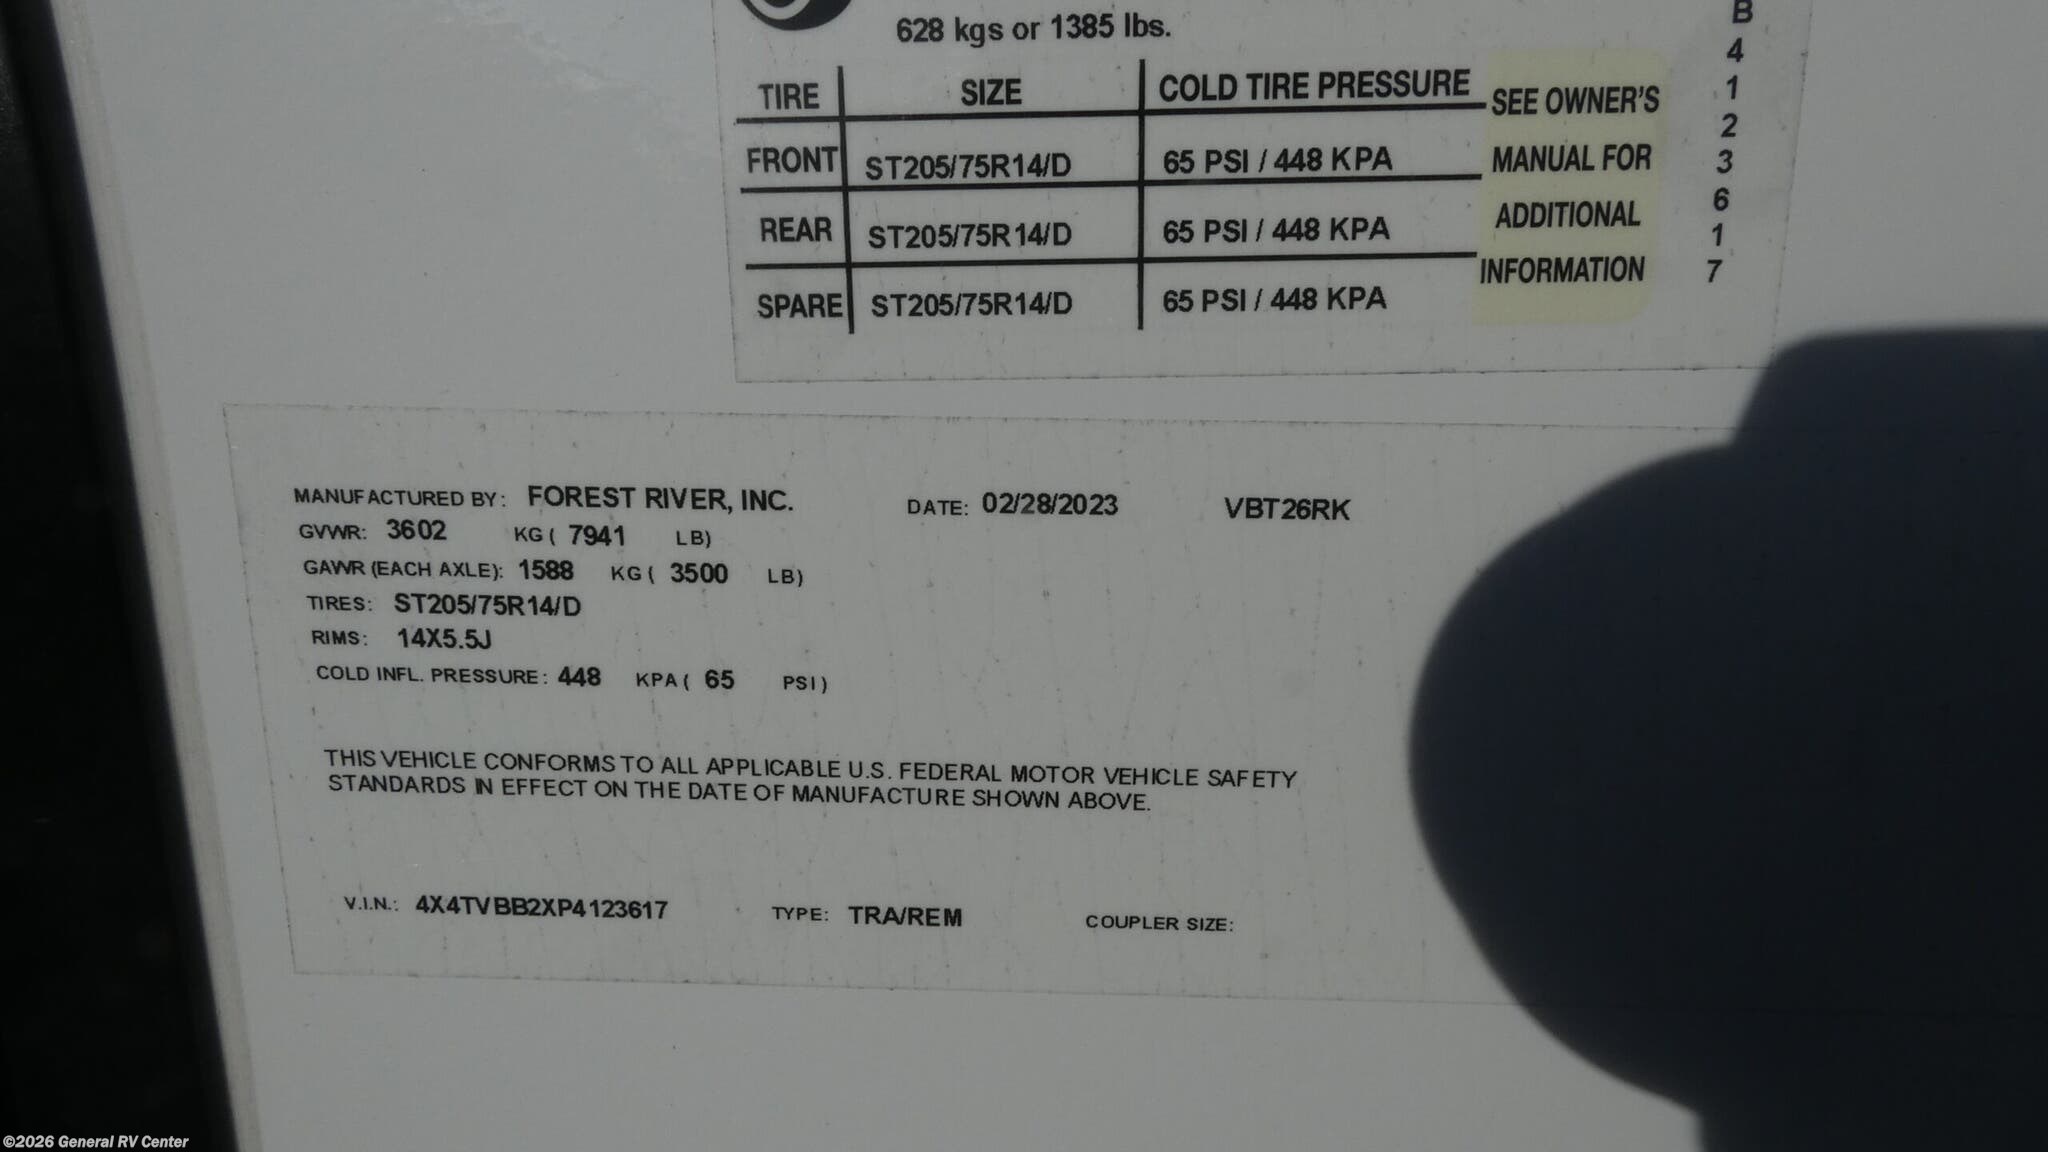 628 kgs or 1385 lbs.
TIRE SIZE COLD TIRE PRESSURE
FRONT ST205/75R14/D 65 PSI / 448 KPA
REAR ST205/75R14/D 65 PSI / 448 KPA
SPARE ST205/75R14/D 65 PSI / 448 KPA
SEE OWNER'S
MANUAL FOR
ADDITIONAL
INFORMATION
B
4
1
2
3
6
1
7
MANUFACTURED BY: FOREST RIVER, INC. DATE: 02/28/2023 VBT26RK
GVWR: 3602 KG ( 7941 LB)
GAWR (EACH AXLE): 1588 KG ( 3500 LB)
TIRES: ST205/75R14/D
RIMS: 14X5.5J
COLD INFL. PRESSURE: 448 KPA ( 65 PSI)
THIS VEHICLE CONFORMS TO ALL APPLICABLE U.S. FEDERAL MOTOR VEHICLE SAFETY
STANDARDS IN EFFECT ON THE DATE OF MANUFACTURE SHOWN ABOVE.
V.I.N.: 4X4TVBB2XP4123617 TYPE: TRA/REM COUPLER SIZE:
©2026 General RV Center